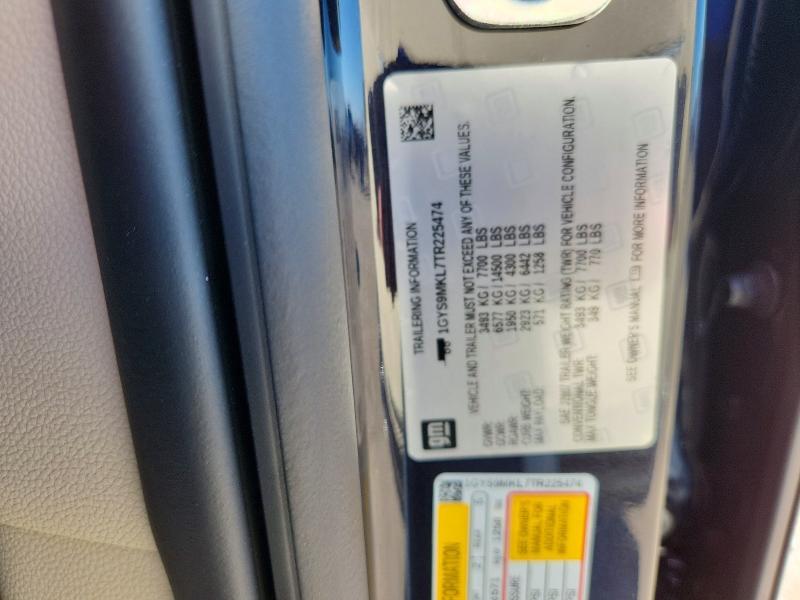 gm
TRAILERING INFORMATION
1GYS9MKL7TR225474
VEHICLE AND TRAILER MUST NOT EXCEED ANY OF THESE VALUES.
GVWR: 3493 KG / 7700 LBS
GCWR: 6577 KG / 14500 LBS
RGAWR: 1950 KG / 4300 LBS
CURB WEIGHT: 2923 KG / 6442 LBS
MAX PAYLOAD: 571 KG / 1258 LBS
SAE J2807 TRAILER WEIGHT RATING (TWR) FOR VEHICLE CONFIGURATION.
CONVENTIONAL TWR: 3493 KG / 7700 LBS
MAX TONGUE WEIGHT: 349 KG / 770 LBS
SEE OWNER'S MANUAL FOR MORE INFORMATION
1GYS9MKL7TR225474
FORMATION
SEE OWNER'S
MANUAL FOR
ADDITIONAL
INFORMATION
PSI
PSI
PSI